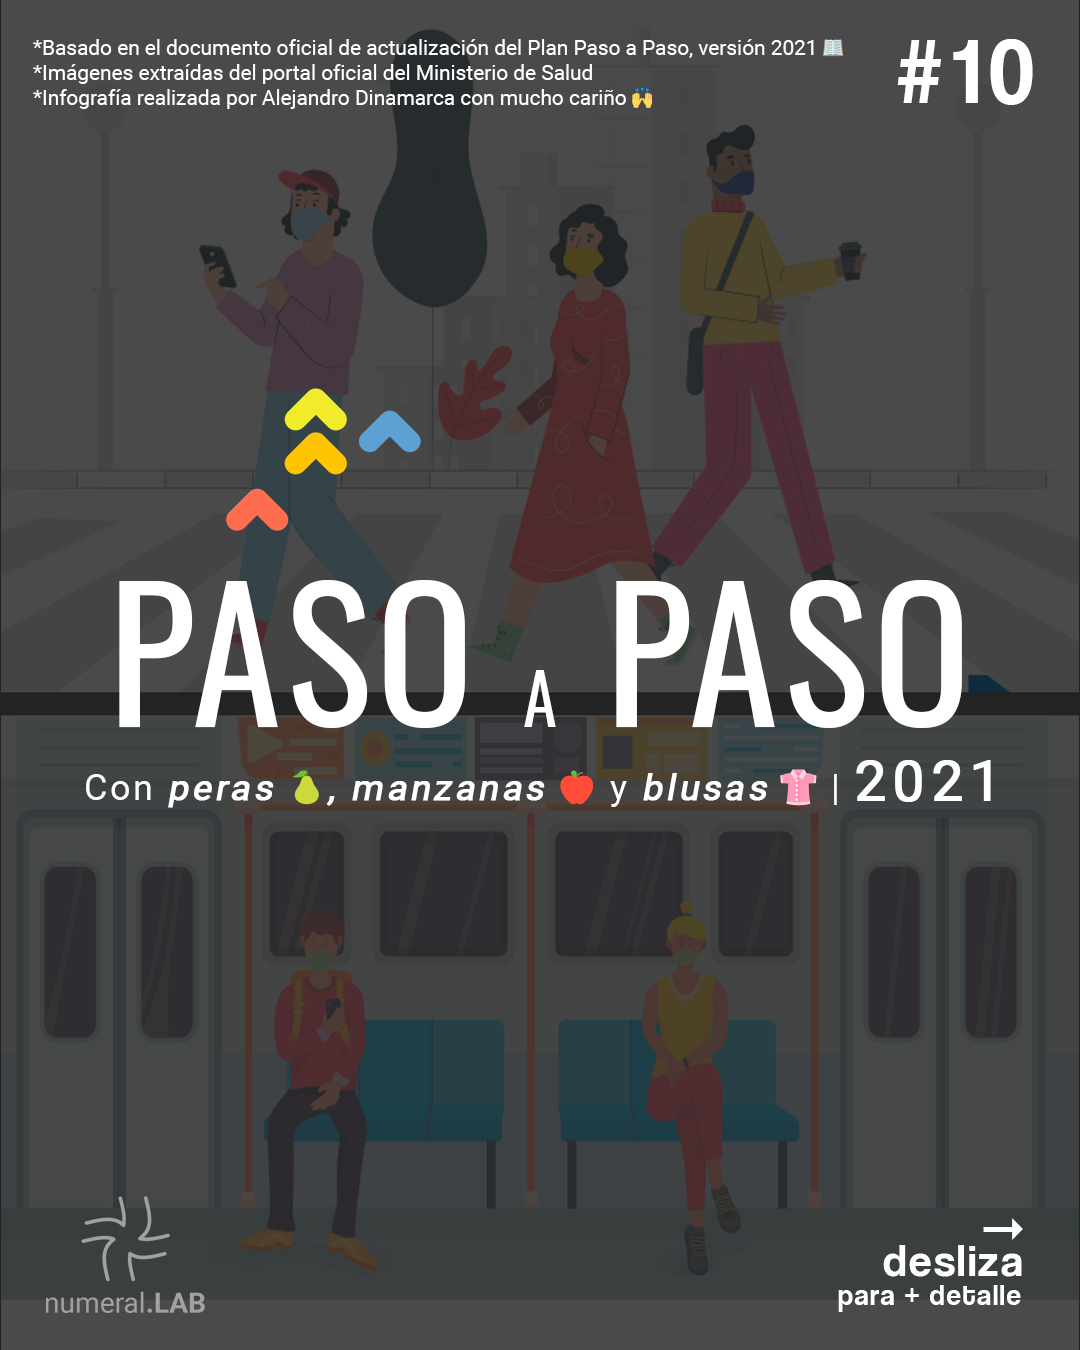 *Basado en el documento oficial de actualización del Plan Paso a Paso, versión 2021 📖
*Imágenes extraídas del portal oficial del Ministerio de Salud
*Infografía realizada por Alejandro Dinamarca con mucho cariño 🙌
#10
PASO A PASO
Con peras 🍐, manzanas 🍎 y blusas 👚 | 2021
numeral.LAB
→
desliza
para + detalle